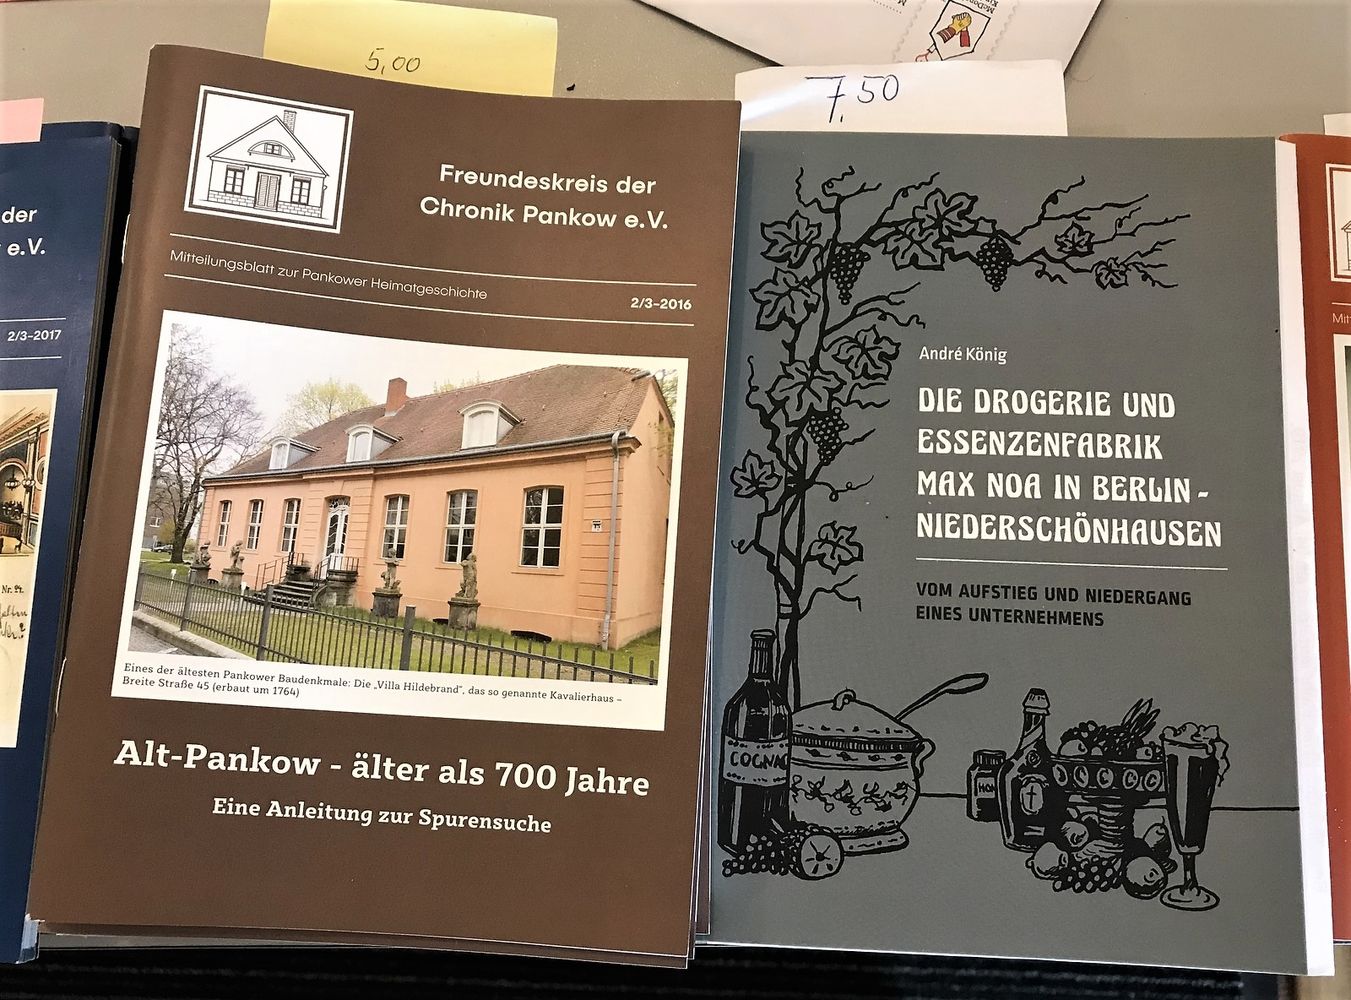 5,00
7,50
der
e.V.
2/3-2017
Nr. 24.
Freundeskreis der
Chronik Pankow e.V.
Mitteilungsblatt zur Pankower Heimatgeschichte
2/3-2016
Eines der ältesten Pankower Baudenkmale: Die „Villa Hildebrand“, das so genannte Kavalierhaus –
Breite Straße 45 (erbaut um 1764)
Alt-Pankow - älter als 700 Jahre
Eine Anleitung zur Spurensuche
André König
DIE DROGERIE UND
ESSENZENFABRIK
MAX NOA IN BERLIN-
NIEDERSCHÖNHAUSEN
VOM AUFSTIEG UND NIEDERGANG
EINES UNTERNEHMENS
COGNAC